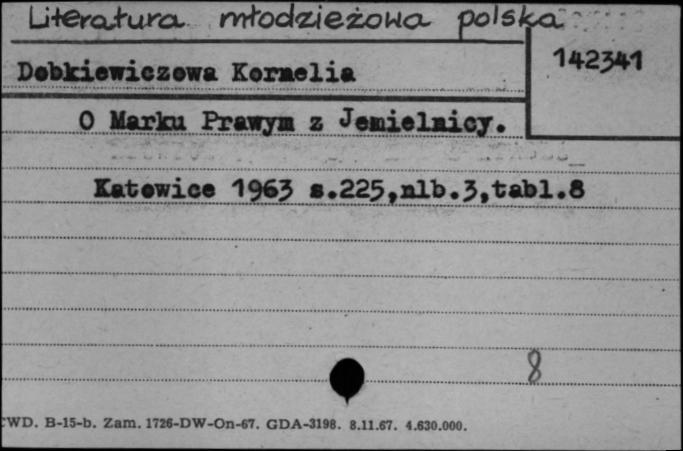 Literatura młodzieżowa polska
142341
Dobkiewiczowa Kornelia
O Marku Prawym z Jemielnicy.
Katowice 1963 s.225,nlb.3,tabl.8
8
CWD. B-15-b. Zam. 1726-DW-On-67. GDA-3198. 8.11.67. 4.630.000.